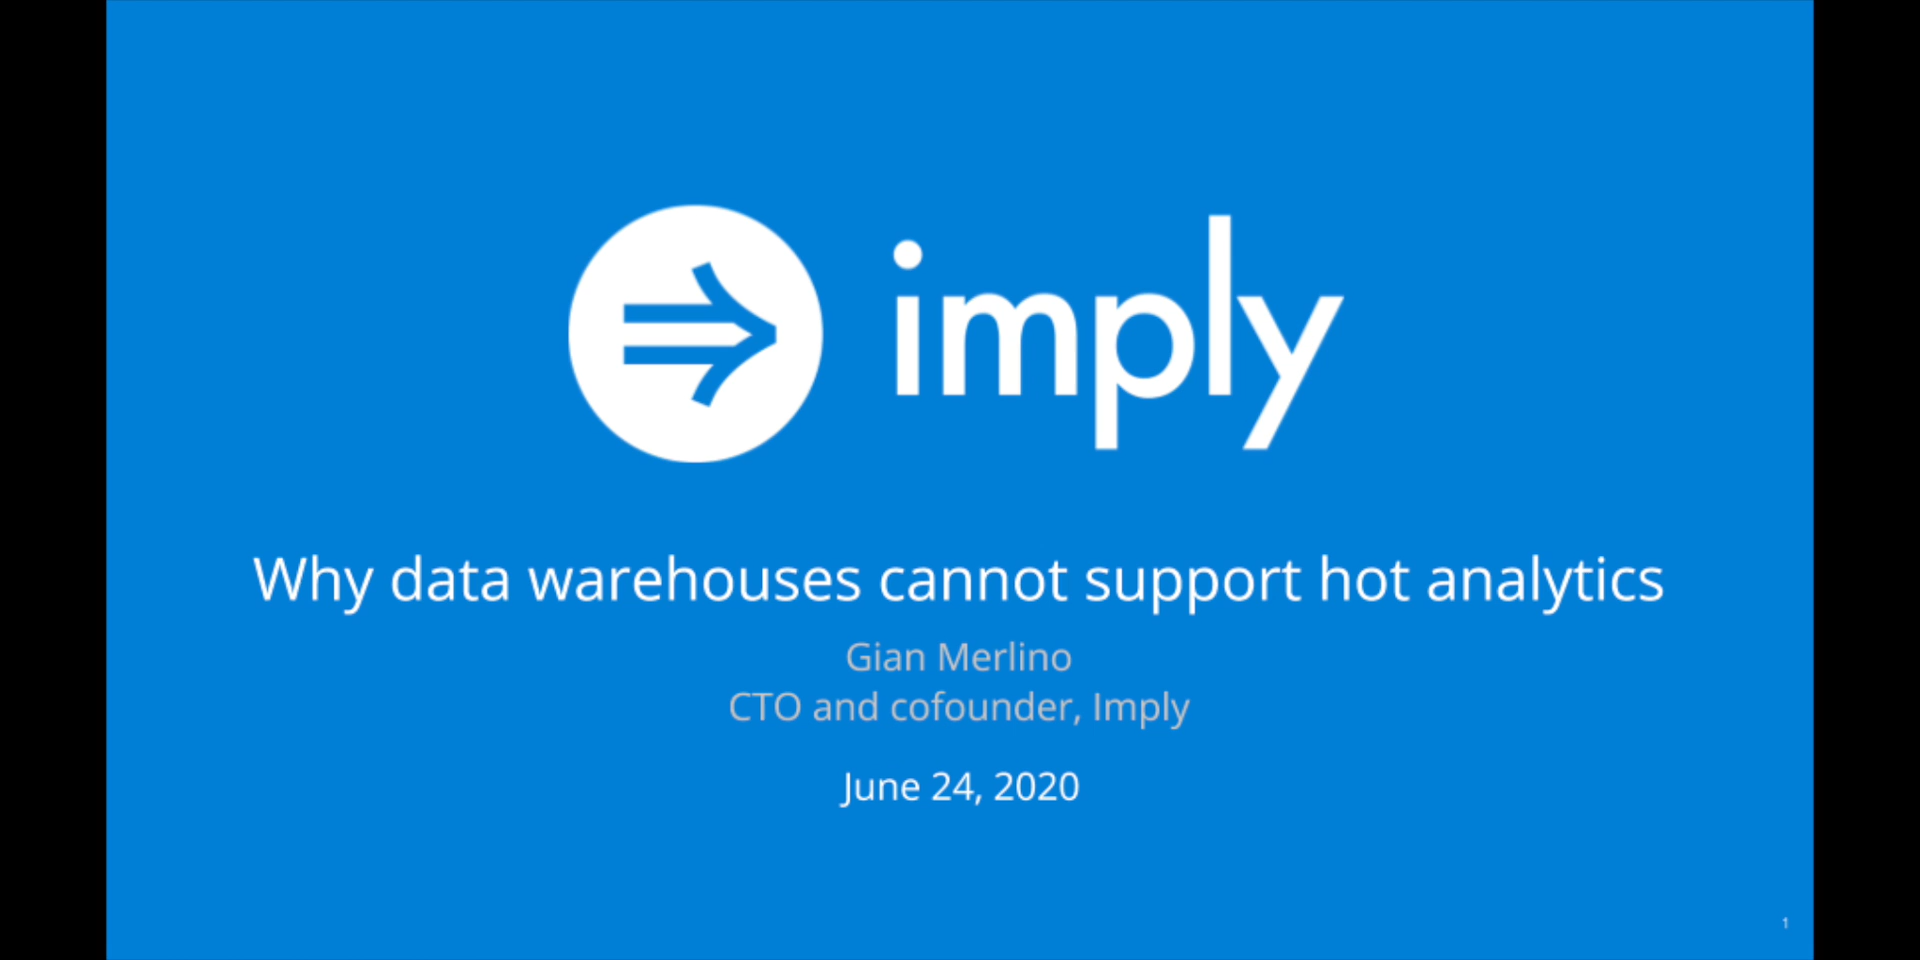 imply
Why data warehouses cannot support hot analytics
Gian Merlino
CTO and cofounder, Imply
June 24, 2020
1